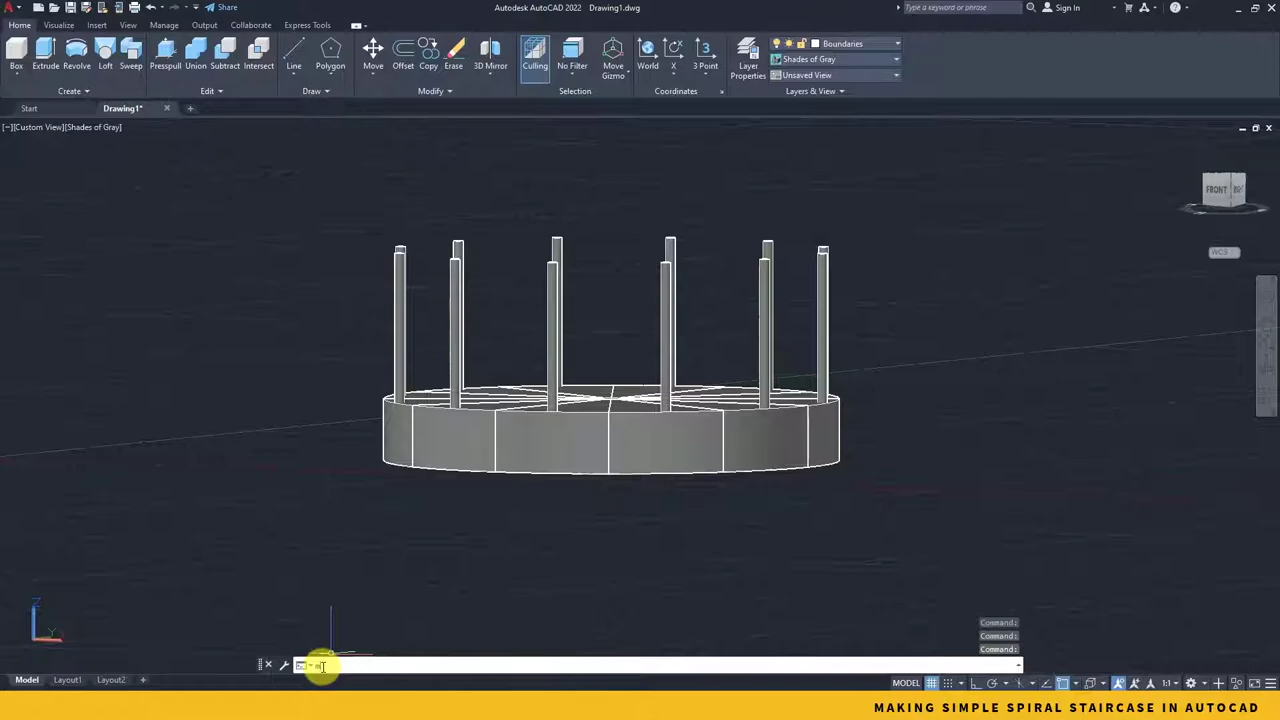 Share
Autodesk AutoCAD 2022 Drawing1.dwg
Type a keyword or phrase
Sign In
Home
Visualize
Insert
View
Manage
Output
Collaborate
Express Tools
Box
Extrude
Revolve
Loft
Sweep
Presspull
Union
Subtract
Intersect
Line
Polygon
Move
Offset
Copy
Erase
3D Mirror
Culling
No Filter
Move Gizmo
World
X
3 Point
Layer Properties
Boundaries
Shades of Gray
Unsaved View
Create
Edit
Draw
Modify
Selection
Coordinates
Layers & View
Start
Drawing1*
[−][Custom View][Shades of Gray]
FRONT
WCS
Z
Y
Command:
Command:
Command:
m
Model
Layout1
Layout2
MODEL
1:1
MAKING SIMPLE SPIRAL STAIRCASE IN AUTOCAD